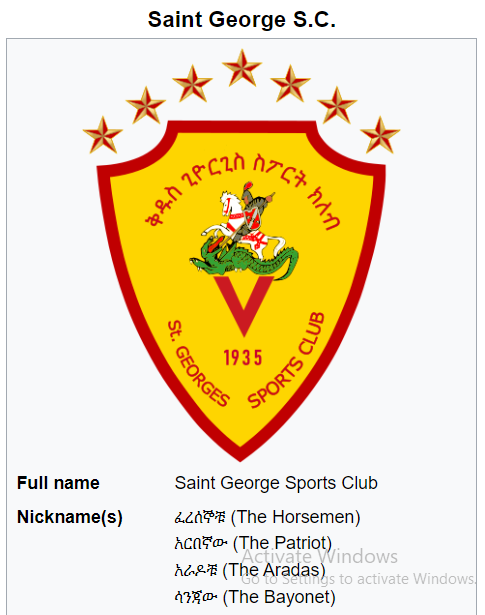 Saint George S.C.
ቅዱስ ጊዮርጊስ ስፖርት ክለብ
V
1935
St. GEORGES SPORTS CLUB
Full name Saint George Sports Club
Nickname(s) ፈረሰኞቹ (The Horsemen)
አርበኛው (The Patriot)
Activate Windows
አራዶቹ (The Aradas)
Go to Settings to activate Windows.
ሳንጃው (The Bayonet)